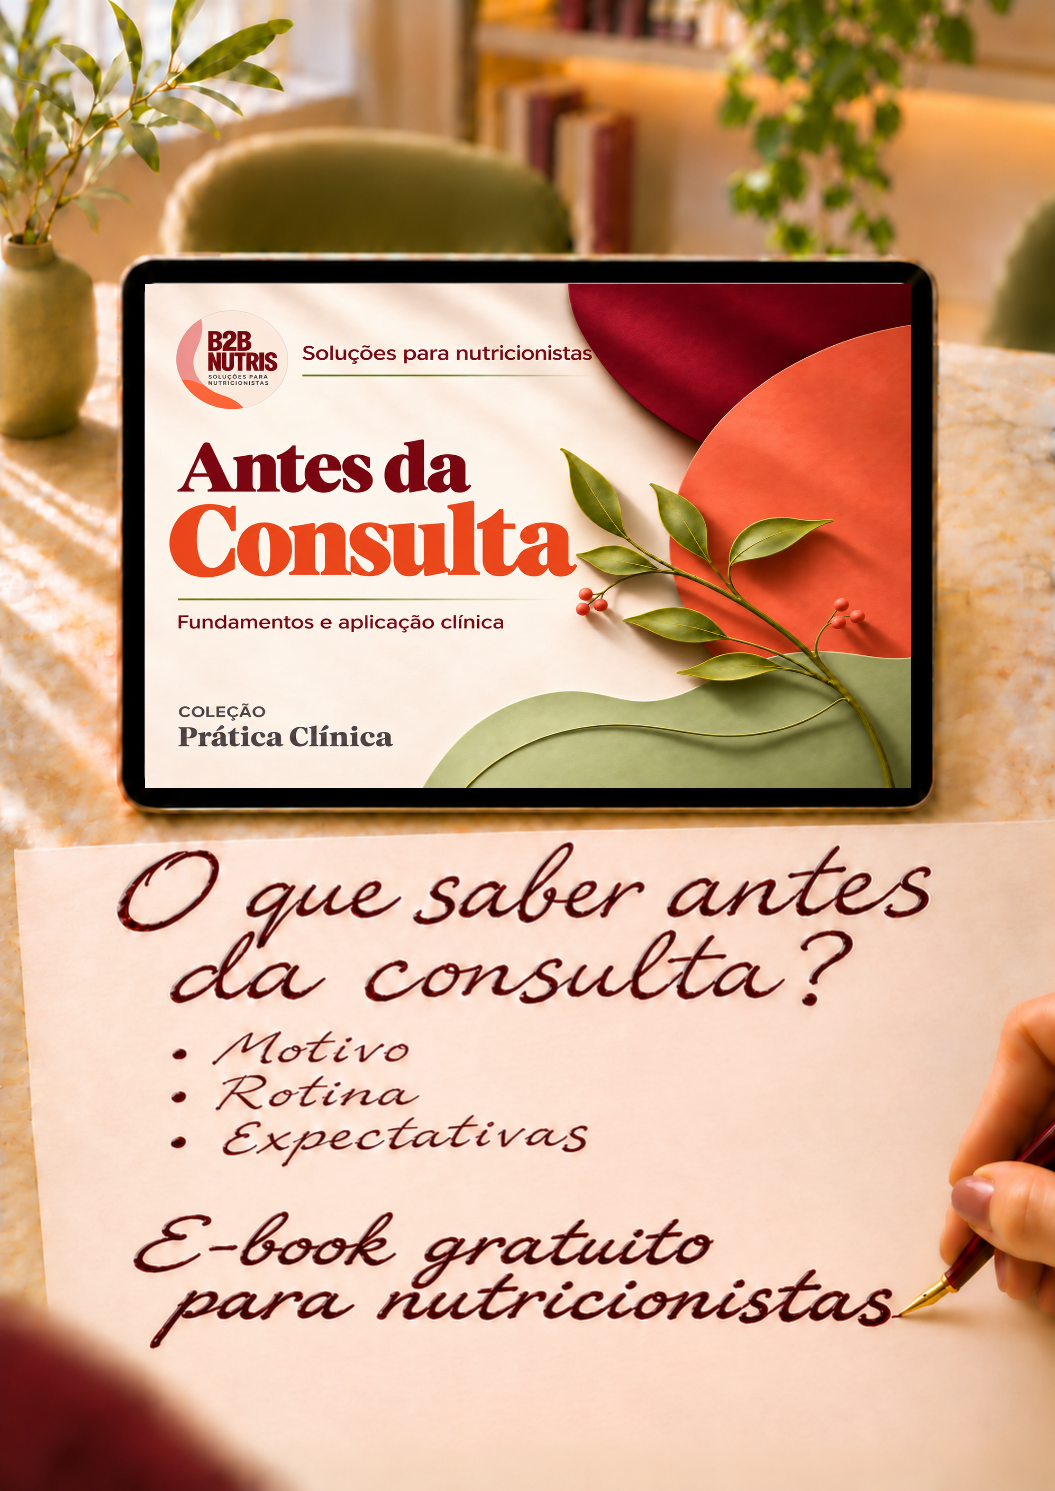 B2B
NUTRIS
SOLUÇÕES PARA
NUTRICIONISTAS
Soluções para nutricionistas
Antes da
Consulta
Fundamentos e aplicação clínica
COLEÇÃO
Prática Clínica
O que saber antes
da consulta?
• Motivo
• Rotina
• Expectativas
E-book gratuito
para nutricionistas